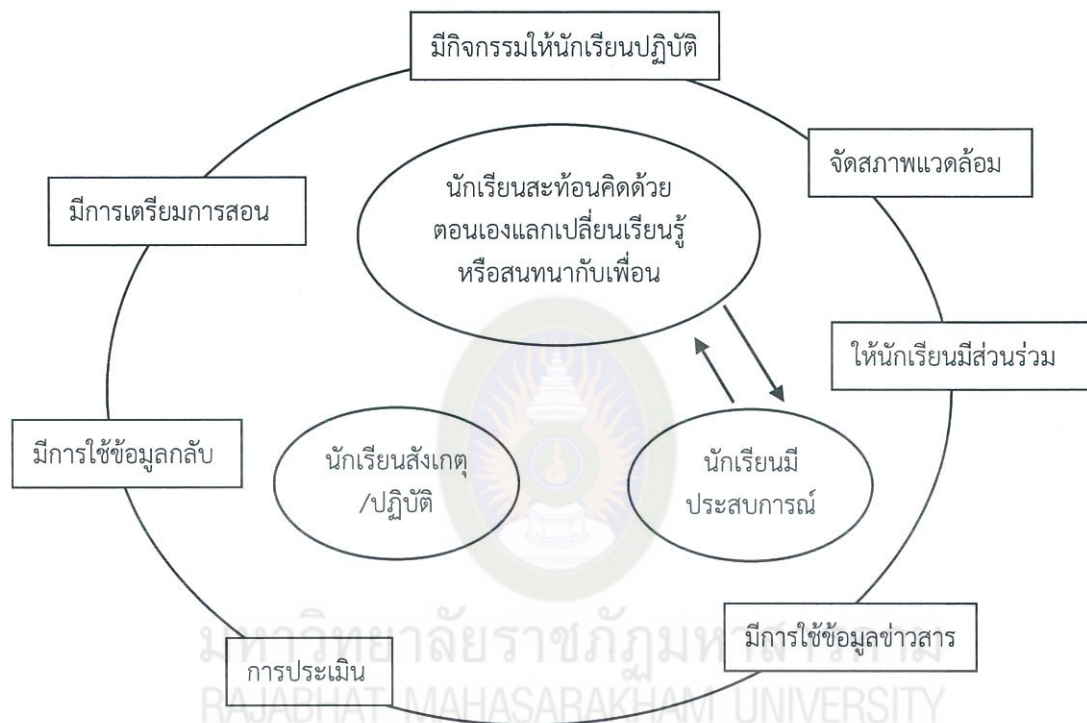 มีกิจกรรมให้นักเรียนปฏิบัติ
จัดสภาพแวดล้อม
มีการเตรียมการสอน
นักเรียนสะท้อนคิดด้วย
ตอนเองแลกเปลี่ยนเรียนรู้
หรือสนทนากับเพื่อน
ให้นักเรียนมีส่วนร่วม
มีการใช้ข้อมูลกลับ
นักเรียนสังเกตุ
/ปฏิบัติ
นักเรียนมี
ประสบการณ์
มีการใช้ข้อมูลข่าวสาร
การประเมิน
มหาวิทยาลัยราชภัฏมหาสารคาม
RAJABHAT MAHASARAKHAM UNIVERSITY